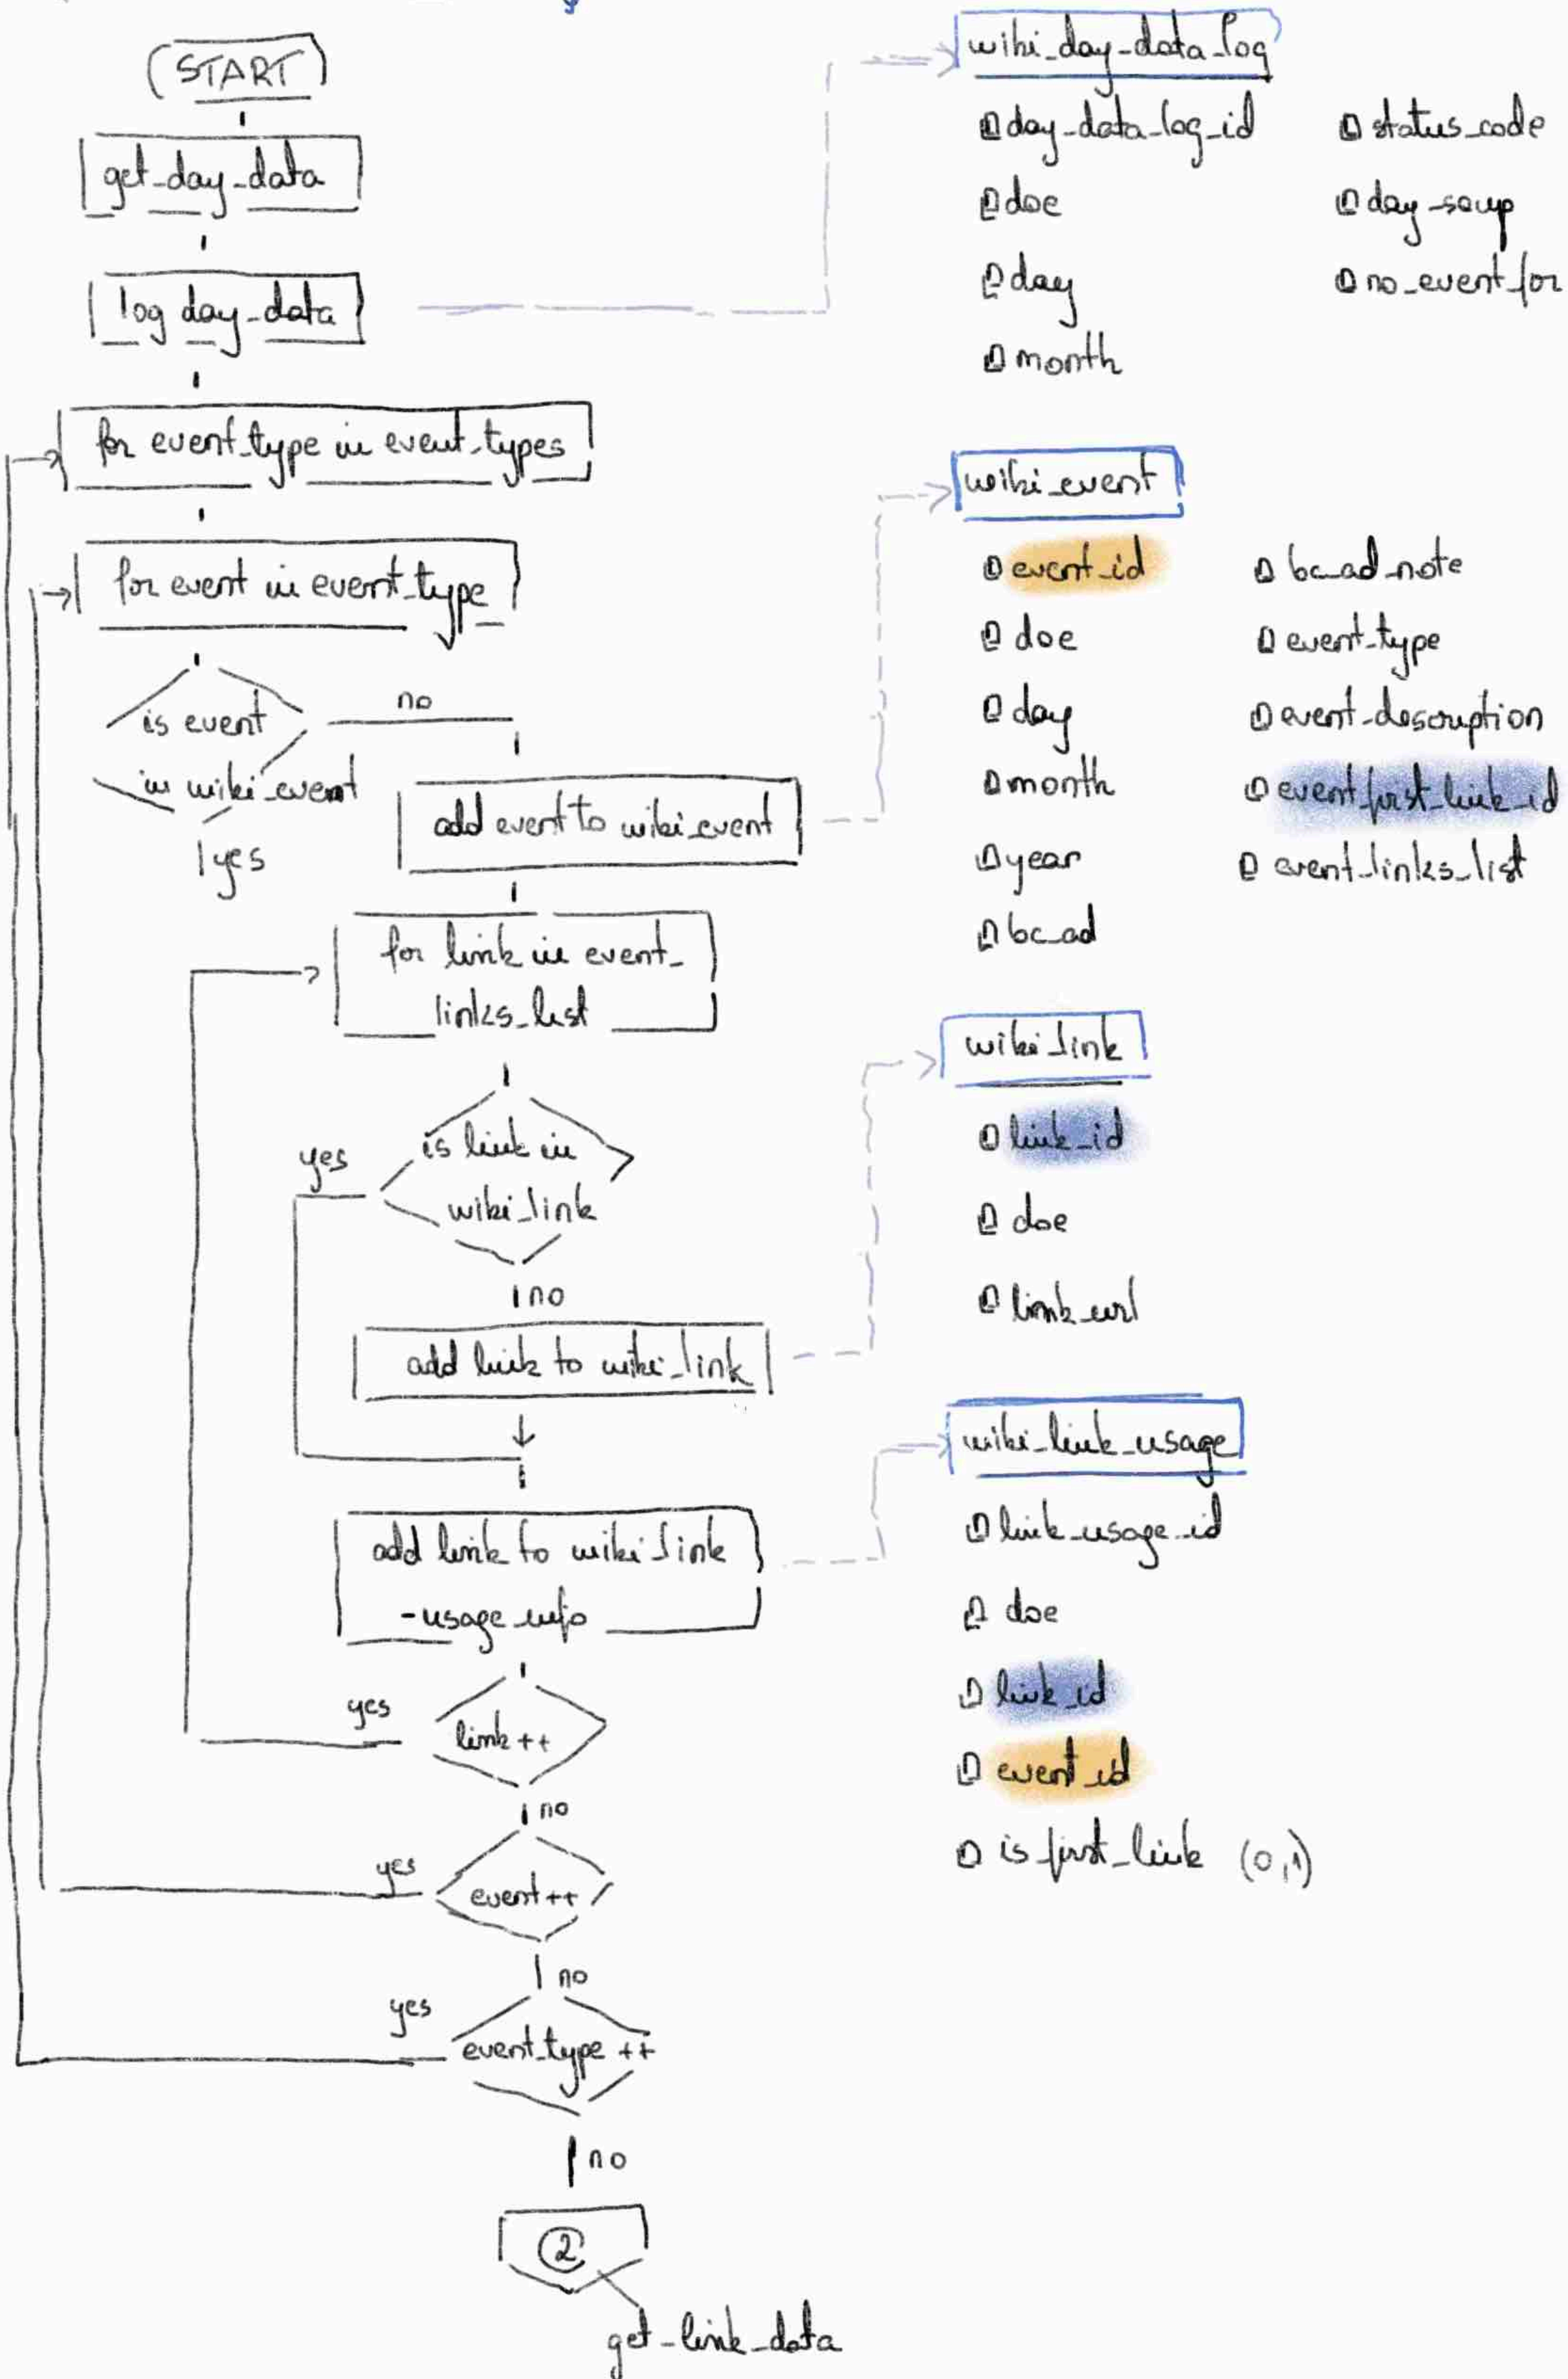 START
get_day_data
log day_data
for event_type in event_types
for event in event_type
is event
in wiki_event
no
yes
add event to wiki_event
for link in event_
links_list
is link in
wiki_link
yes
no
add link to wiki_link
add link to wiki_link
-usage_info
link++
yes
no
event++
yes
no
event_type ++
yes
no
2
get_link_data
wiki_day_data_log
day_data_log_id
doe
day
month
status_code
day_soup
no_event_for
wiki_event
event_id
doe
day
month
year
bc_ad
bc_ad_note
event_type
event_description
event_first_link_id
event_links_list
wiki_link
link_id
doe
link_url
wiki_link_usage
link_usage_id
doe
link_id
event_id
is_first_link (0,1)